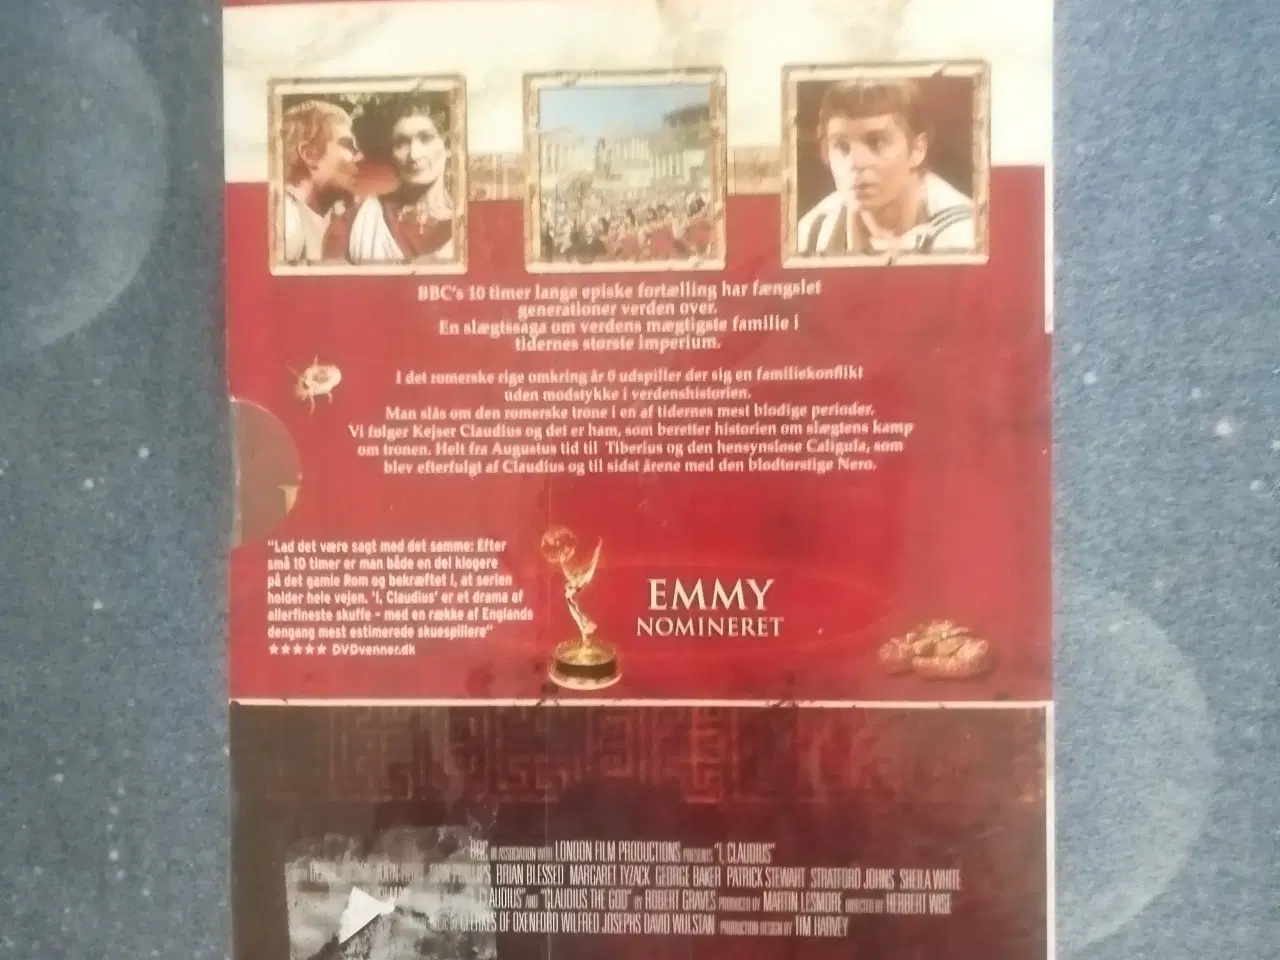 BBC's 10 timer lange episke fortælling har fængslet
generationer verden over.
En slægtssaga om verdens mægtigste familie i
tidernes største imperium.
I det romerske rige omkring år 0 udspiller der sig en familiekonflikt
uden modstykke i verdenshistorien.
Man slås om den romerske trone i en af tidernes mest blodige perioder.
Vi følger Kejser Claudius og det er ham, som beretter historien om slægtens kamp
om tronen. Helt fra Augustus tid til Tiberius og den hensynsløse Caligula, som
blev efterfulgt af Claudius og til sidst årene med den blodtørstige Nero.
"Lad det være sagt med det samme: Efter
små 10 timer er man både en del klogere
på det gamle Rom og bekræftet i, at serien
holder hele vejen. 'I, Claudius' er et drama af
allerfineste skuffe - med en række af Englands
dengang mest estimerede skuespillere"
★★★★★ DVDvenner.dk
EMMY
NOMINERET
BBC IN ASSOCIATION WITH LONDON FILM PRODUCTIONS PRESENTS "I, CLAUDIUS"
BRIAN BLESSED MARGARET TYZACK GEORGE BAKER PATRICK STEWART STRATFORD JOHNS SHEILA WHITE
CLAUDIUS" AND "CLAUDIUS THE GOD" BY ROBERT GRAVES PRODUCED BY MARTIN LISEMORE DIRECTED BY HERBERT WISE
OF OXENFORD WILFRED JOSEPHS DAVID WULSTAN PRODUCTION DESIGN BY TIM HARVEY